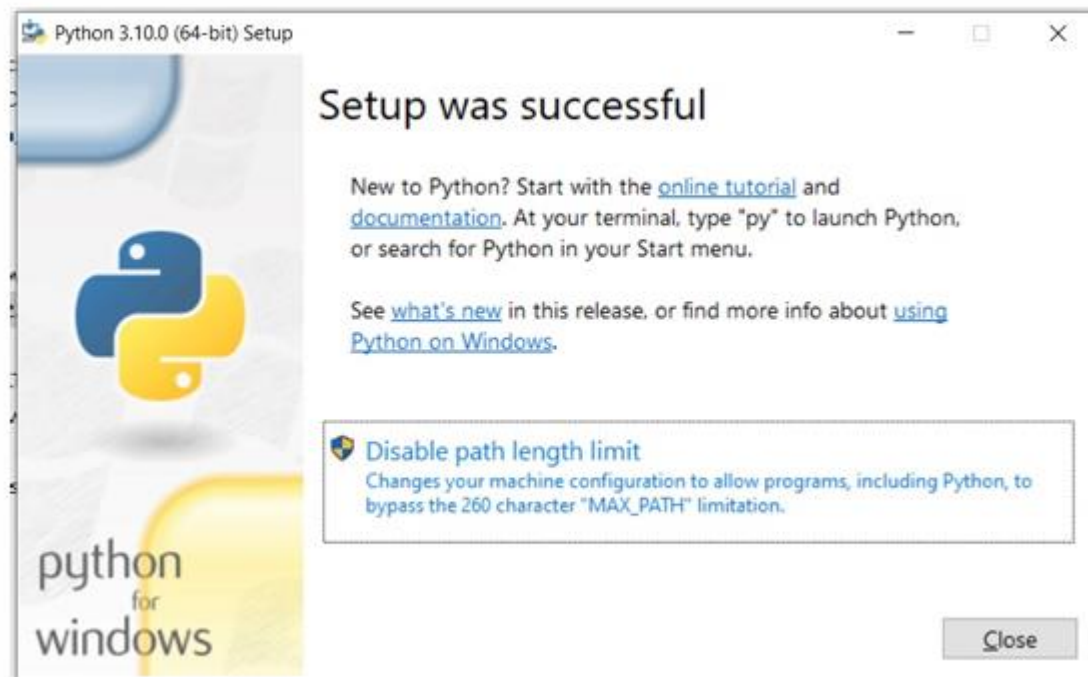 Python 3.10.0 (64-bit) Setup
Setup was successful
New to Python? Start with the online tutorial and
documentation. At your terminal, type "py" to launch Python,
or search for Python in your Start menu.
See what's new in this release, or find more info about using
Python on Windows.
Disable path length limit
Changes your machine configuration to allow programs, including Python, to
bypass the 260 character "MAX_PATH" limitation.
python
for
windows
Close